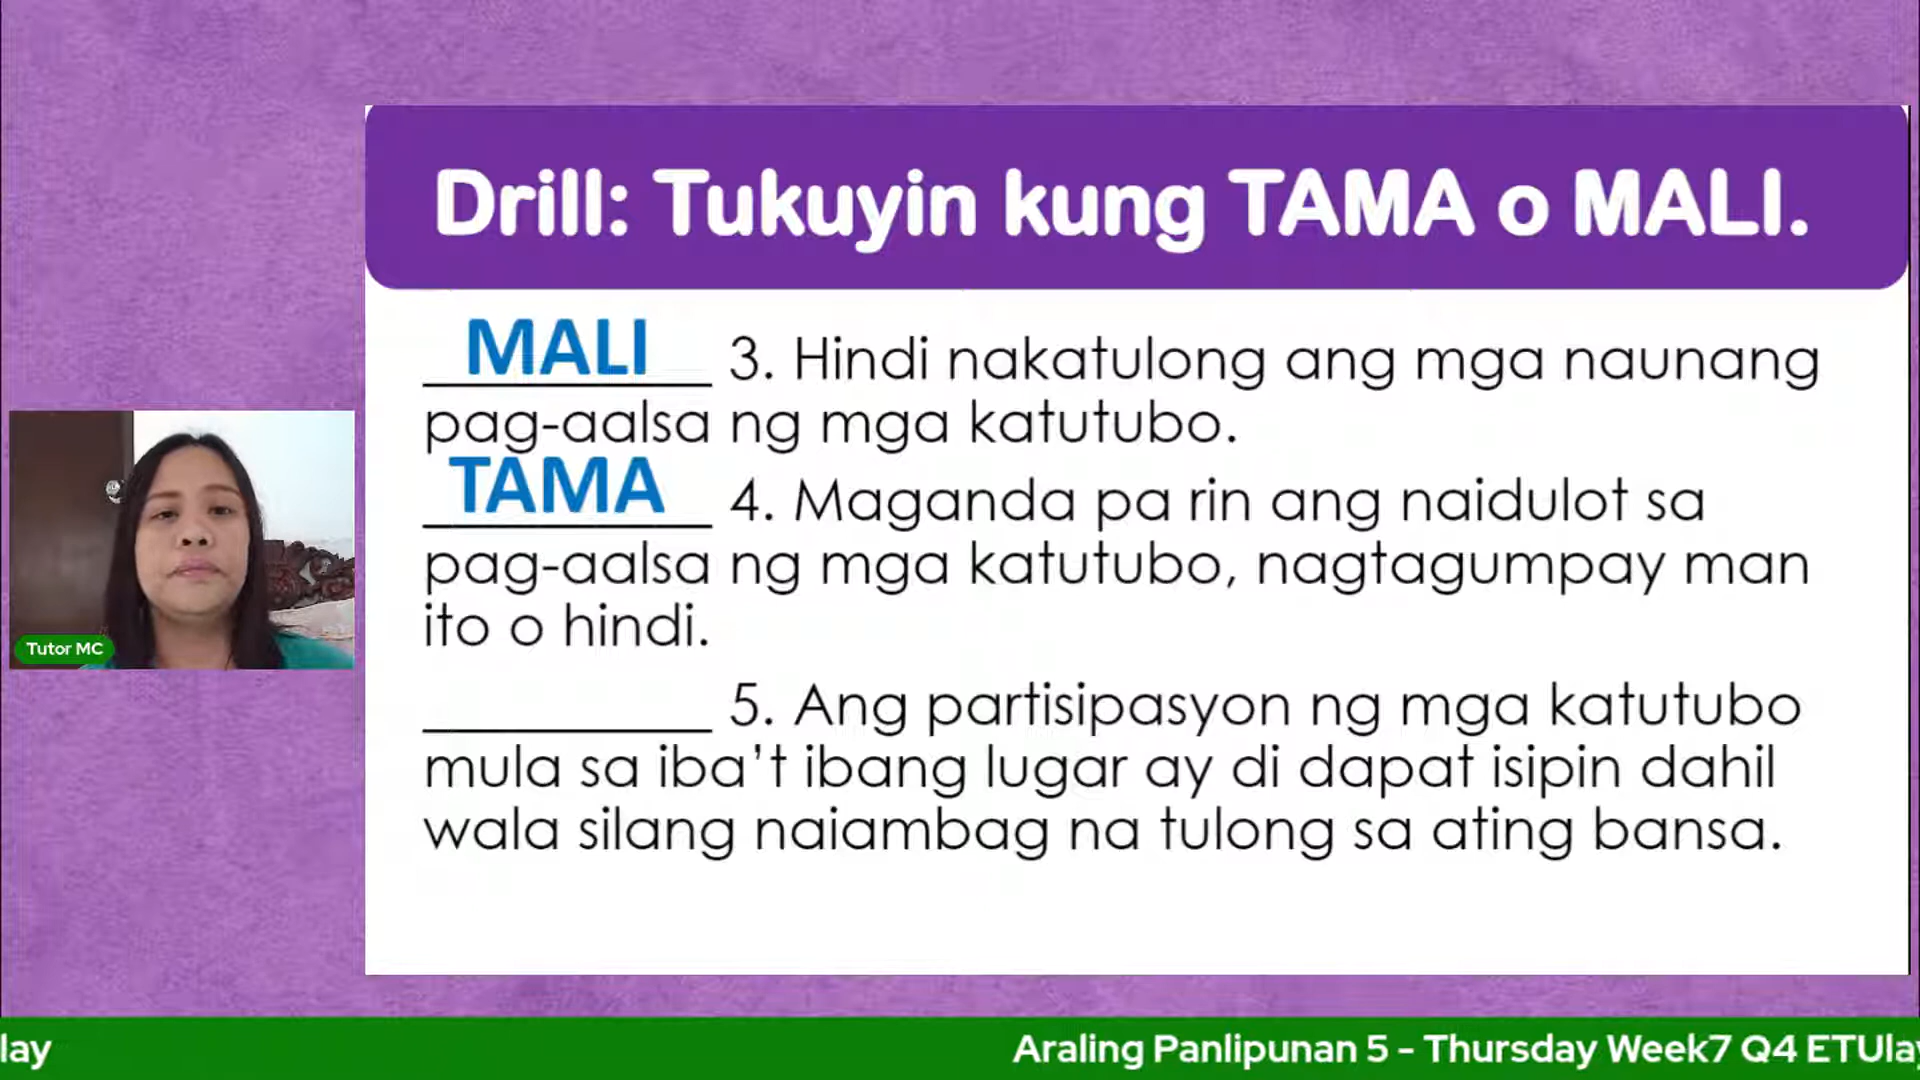 Drill: Tukuyin kung TAMA o MALI.
MALI 3. Hindi nakatulong ang mga naunang
pag-aalsa ng mga katutubo.
TAMA 4. Maganda pa rin ang naidulot sa
pag-aalsa ng mga katutubo, nagtagumpay man
ito o hindi.
__________ 5. Ang partisipasyon ng mga katutubo
mula sa iba't ibang lugar ay di dapat isipin dahil
wala silang naiambag na tulong sa ating bansa.
Tutor MC
lay Araling Panlipunan 5 - Thursday Week7 Q4 ETUlay